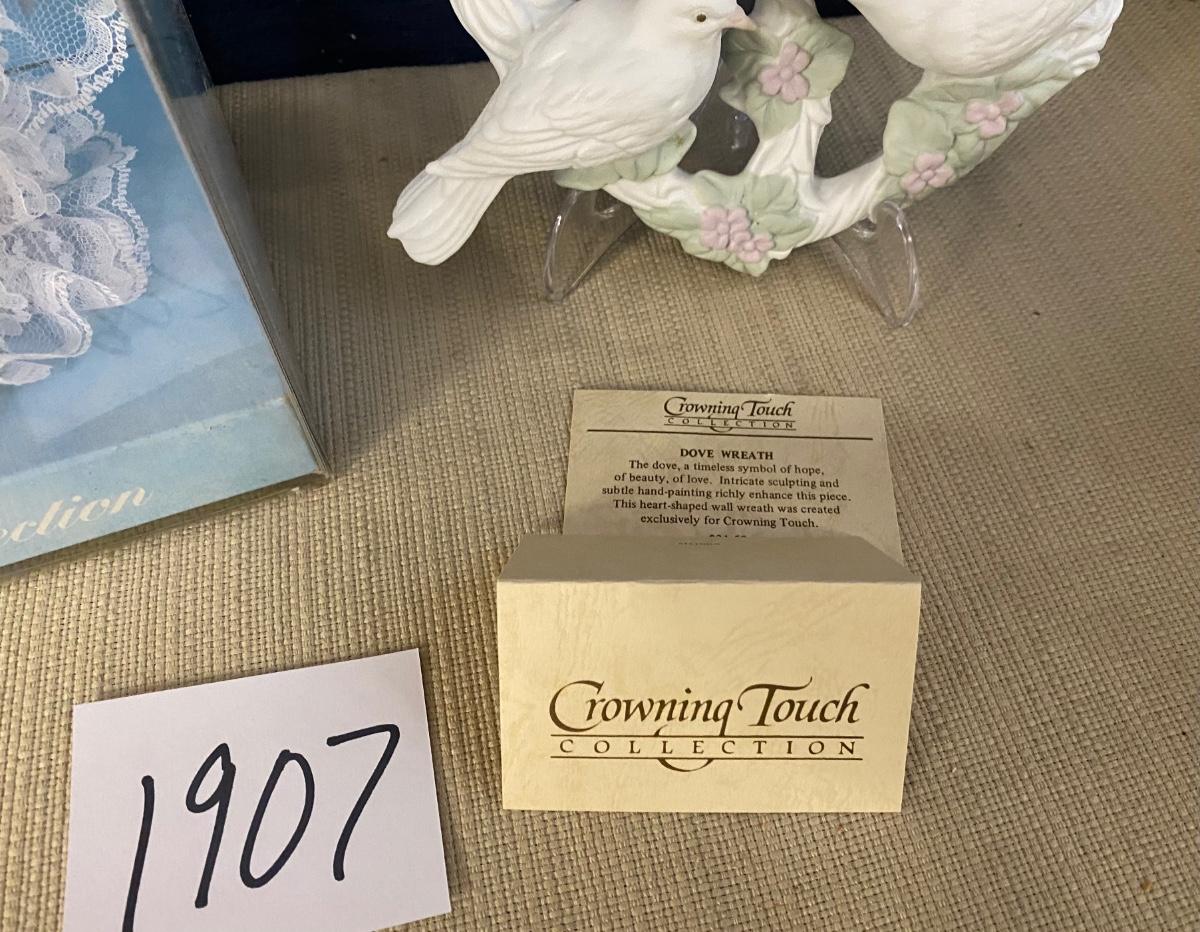 Crowning Touch
COLLECTION
DOVE WREATH
The dove, a timeless symbol of hope,
of beauty, of love. Intricate sculpting and
subtle hand-painting richly enhance this piece.
This heart-shaped wall wreath was created
exclusively for Crowning Touch.
ection
Crowning Touch
COLLECTION
1907